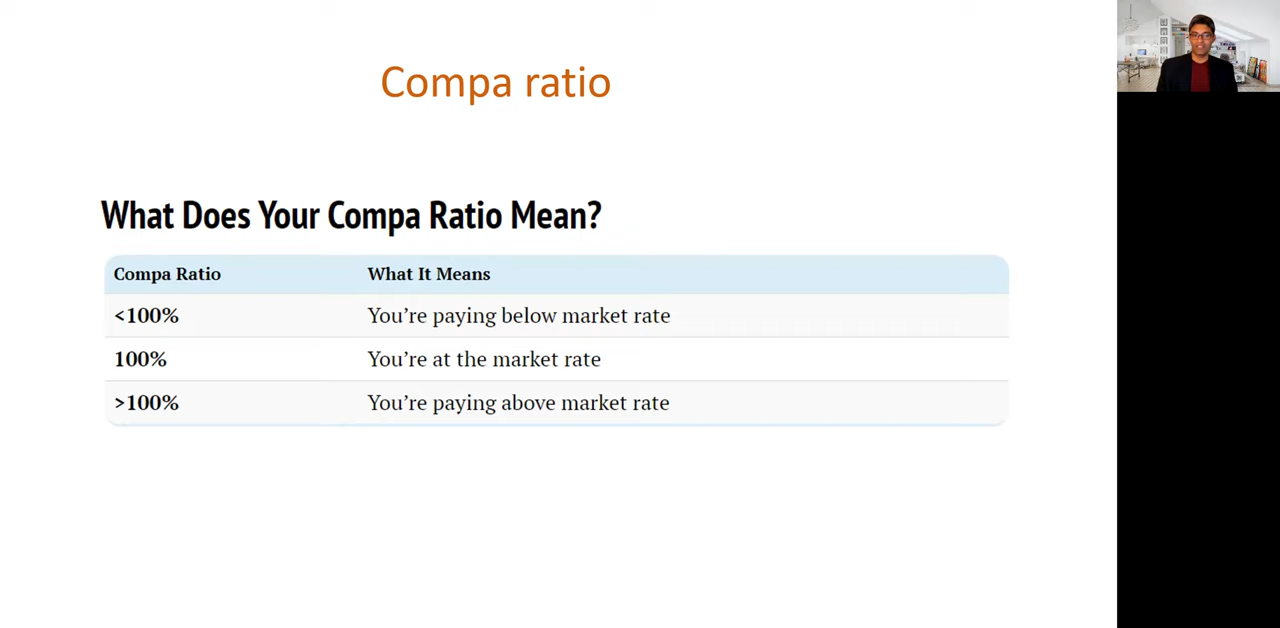 Compa ratio
What Does Your Compa Ratio Mean?
Compa Ratio What It Means
<100% You’re paying below market rate
100% You’re at the market rate
>100% You’re paying above market rate